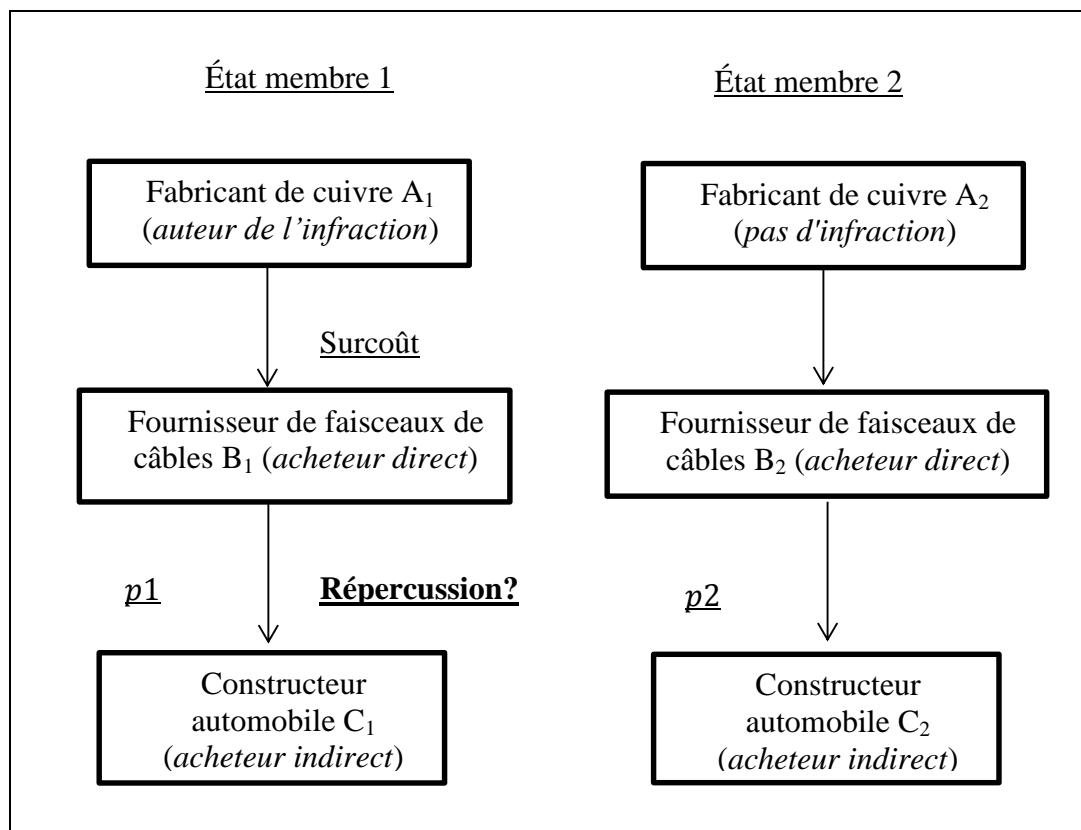 État membre 1
État membre 2
Fabricant de cuivre A₁
(auteur de l'infraction)
Fabricant de cuivre A₂
(pas d'infraction)
Surcoût
Fournisseur de faisceaux de
câbles B₁ (acheteur direct)
Fournisseur de faisceaux de
câbles B₂ (acheteur direct)
p1
Répercussion?
p2
Constructeur
automobile C₁
(acheteur indirect)
Constructeur
automobile C₂
(acheteur indirect)